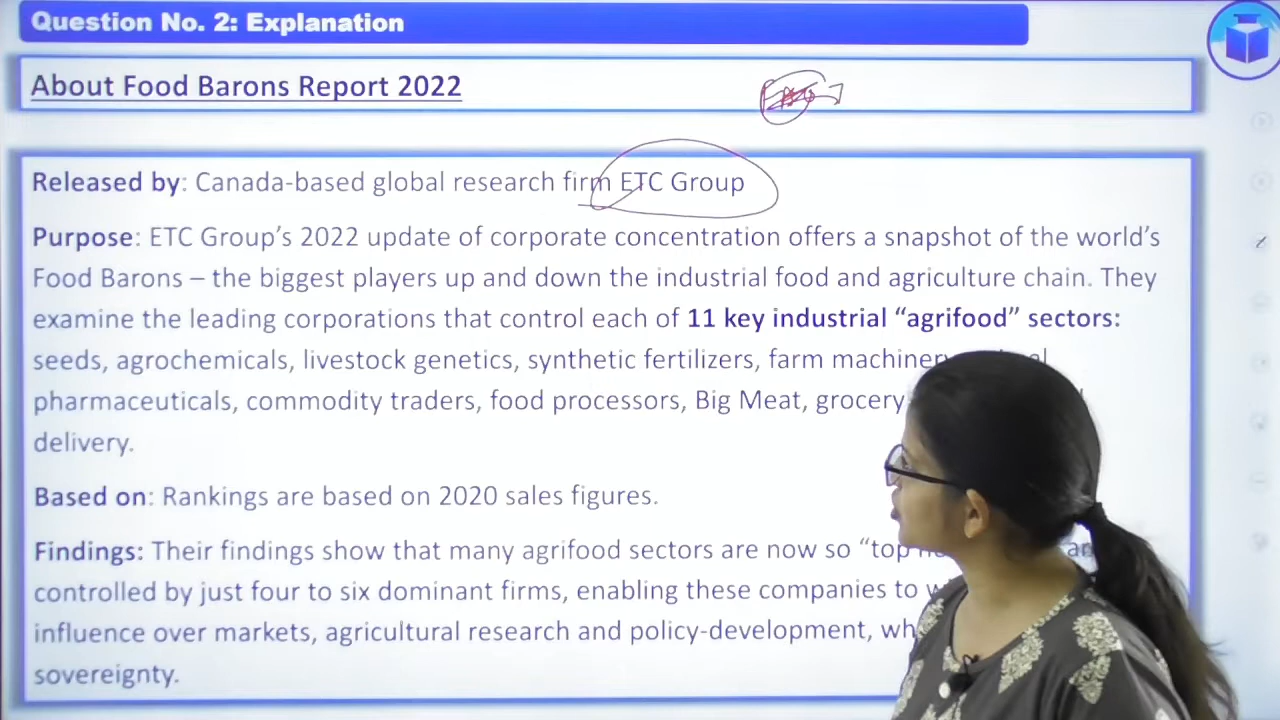 Question No. 2: Explanation
About Food Barons Report 2022
Released by: Canada-based global research firm ETC Group
Purpose: ETC Group’s 2022 update of corporate concentration offers a snapshot of the world’s
Food Barons – the biggest players up and down the industrial food and agriculture chain. They
examine the leading corporations that control each of 11 key industrial “agrifood” sectors:
seeds, agrochemicals, livestock genetics, synthetic fertilizers, farm
pharmaceuticals, commodity traders, food processors, Big Meat, grocery
delivery.
Based on: Rankings are based on 2020 sales figures.
Findings: Their findings show that many agrifood sectors are now so
controlled by just four to six dominant firms, enabling these companies to
influence over markets, agricultural research and policy-development,
sovereignty.